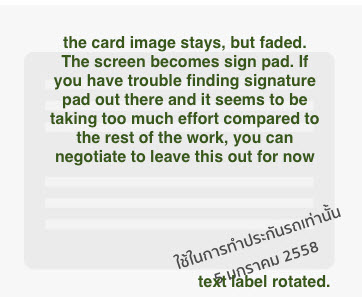 the card image stays, but faded.
The screen becomes sign pad. If
you have trouble finding signature
pad out there and it seems to be
taking too much effort compared to
the rest of the work, you can
negotiate to leave this out for now
ใช้ในการทำประกันรถเท่านั้น
5 มกราคม 2558
text label rotated.